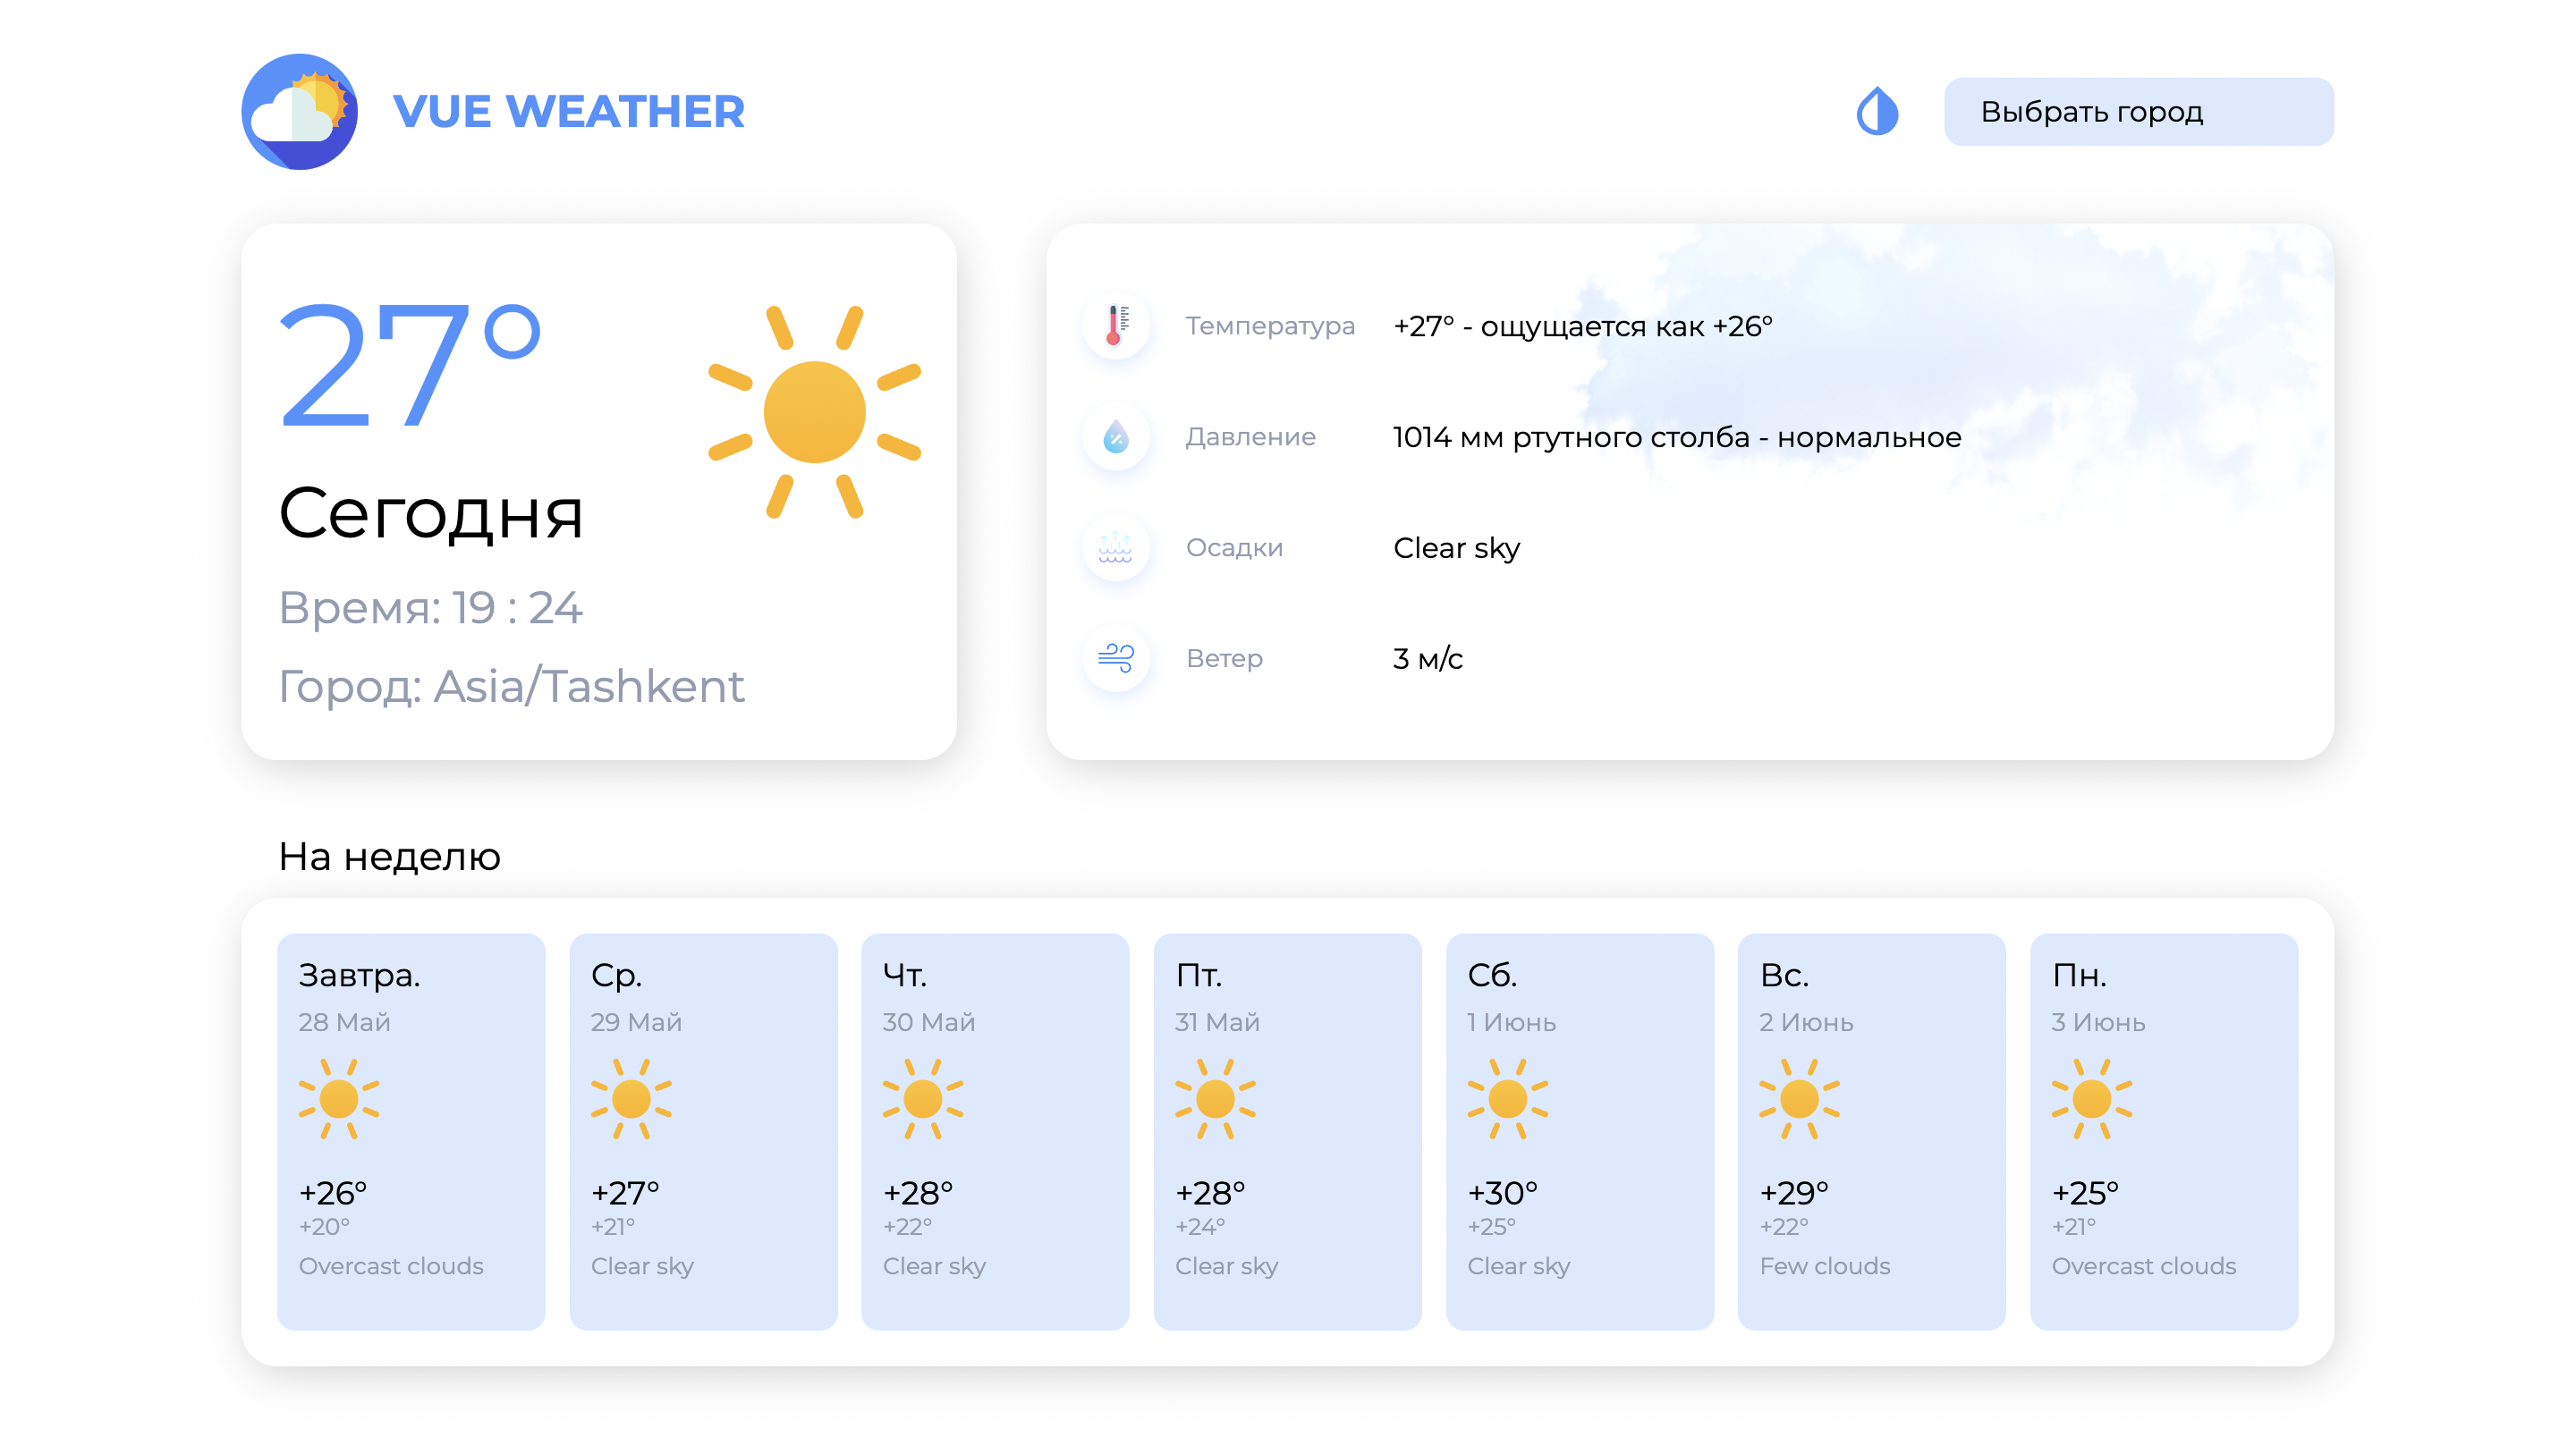 VUE WEATHER
Выбрать город
27°
Сегодня
Время: 19 : 24
Город: Asia/Tashkent
Температура +27° - ощущается как +26°
Давление 1014 мм ртутного столба - нормальное
Осадки Clear sky
Ветер 3 м/с
На неделю
Завтра.
28 Май
+26°
+20°
Overcast clouds
Ср.
29 Май
+27°
+21°
Clear sky
Чт.
30 Май
+28°
+22°
Clear sky
Пт.
31 Май
+28°
+24°
Clear sky
Сб.
1 Июнь
+30°
+25°
Clear sky
Вс.
2 Июнь
+29°
+22°
Few clouds
Пн.
3 Июнь
+25°
+21°
Overcast clouds